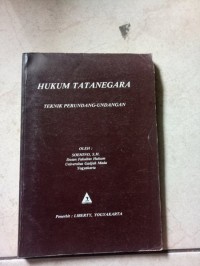 HUKUM TATANEGARA
TEKNIK PERUNDANG-UNDANGAN
OLEH :
SOEHINO, S.H.
Dosen Fakultas Hukum
Universitas Gadjah Mada
Yogyakarta
Penerbit : LIBERTY, YOGYAKARTA